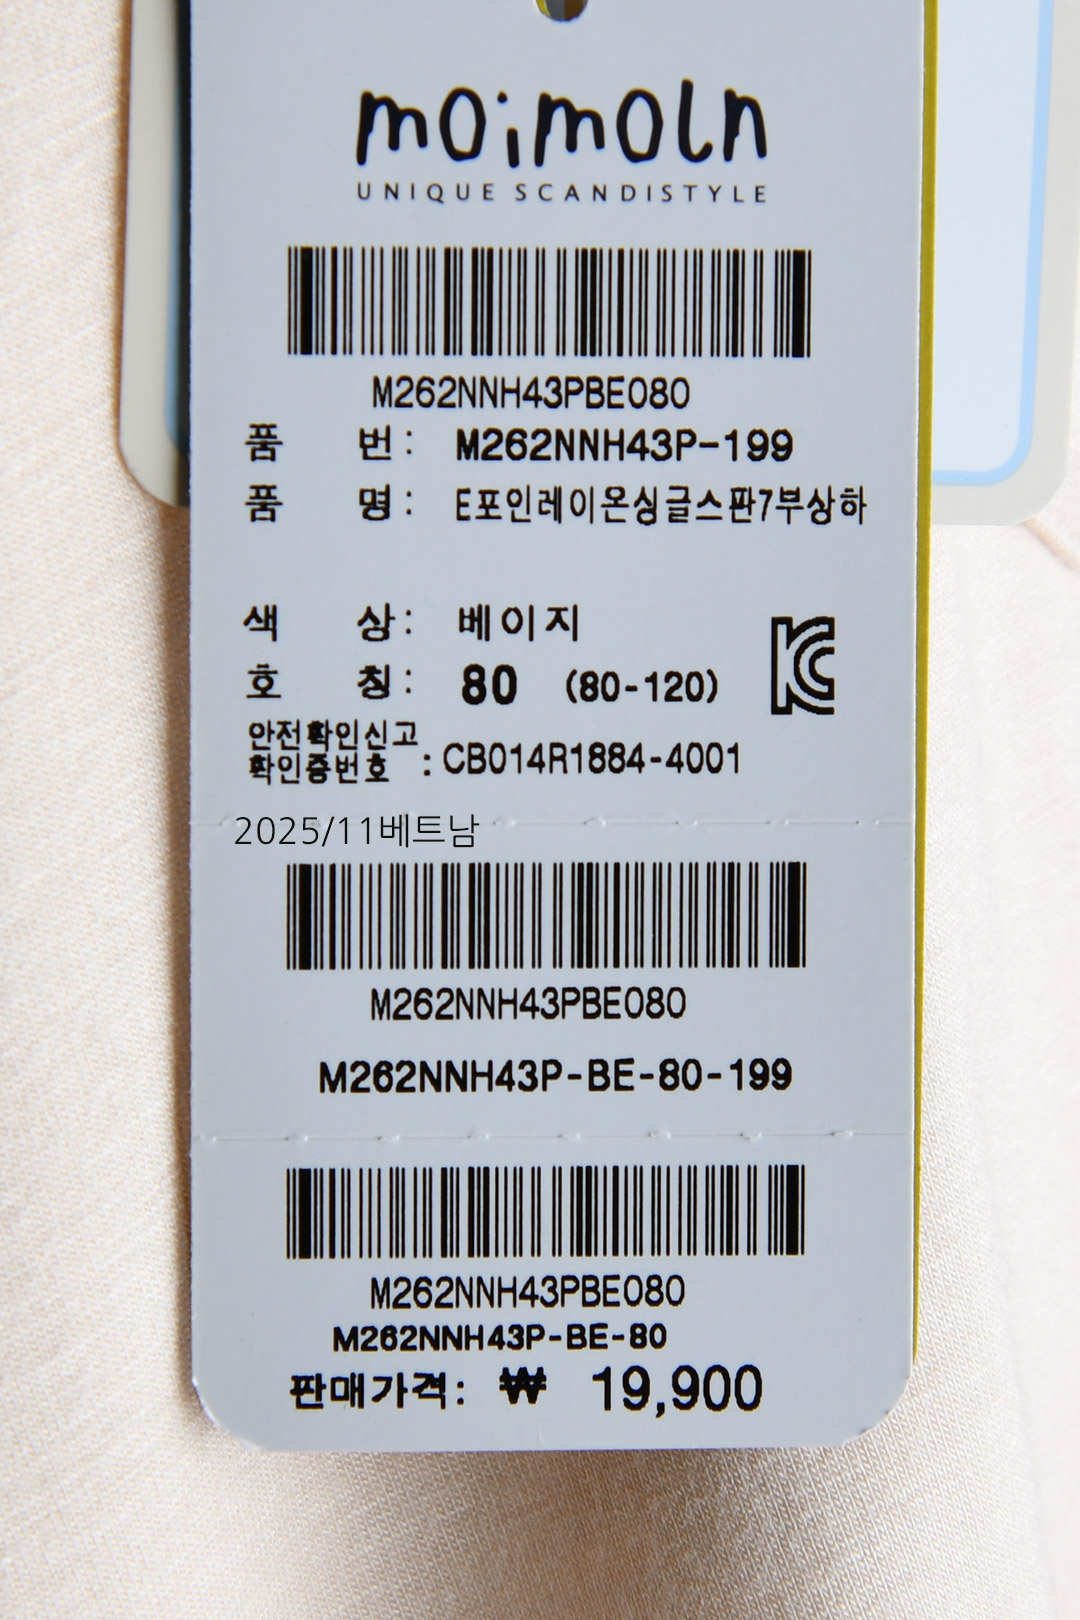 moimoln
UNIQUE SCANDISTYLE
M262NNH43PBE080
품 번 : M262NNH43P-199
품 명 : E포인레이온싱글스판7부상하
색 상 : 베이지
호 칭 : 80 (80-120)
안전확인신고
확인증번호 : CB014R1884-4001
2025/11베트남
M262NNH43PBE080
M262NNH43P-BE-80-199
M262NNH43PBE080
M262NNH43P-BE-80
판매가격 : ₩ 19,900